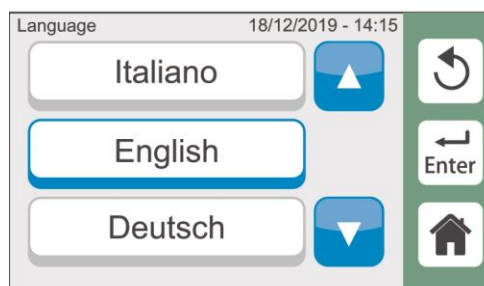 Language 18/12/2019 - 14:15
Italiano
English
Enter
Deutsch